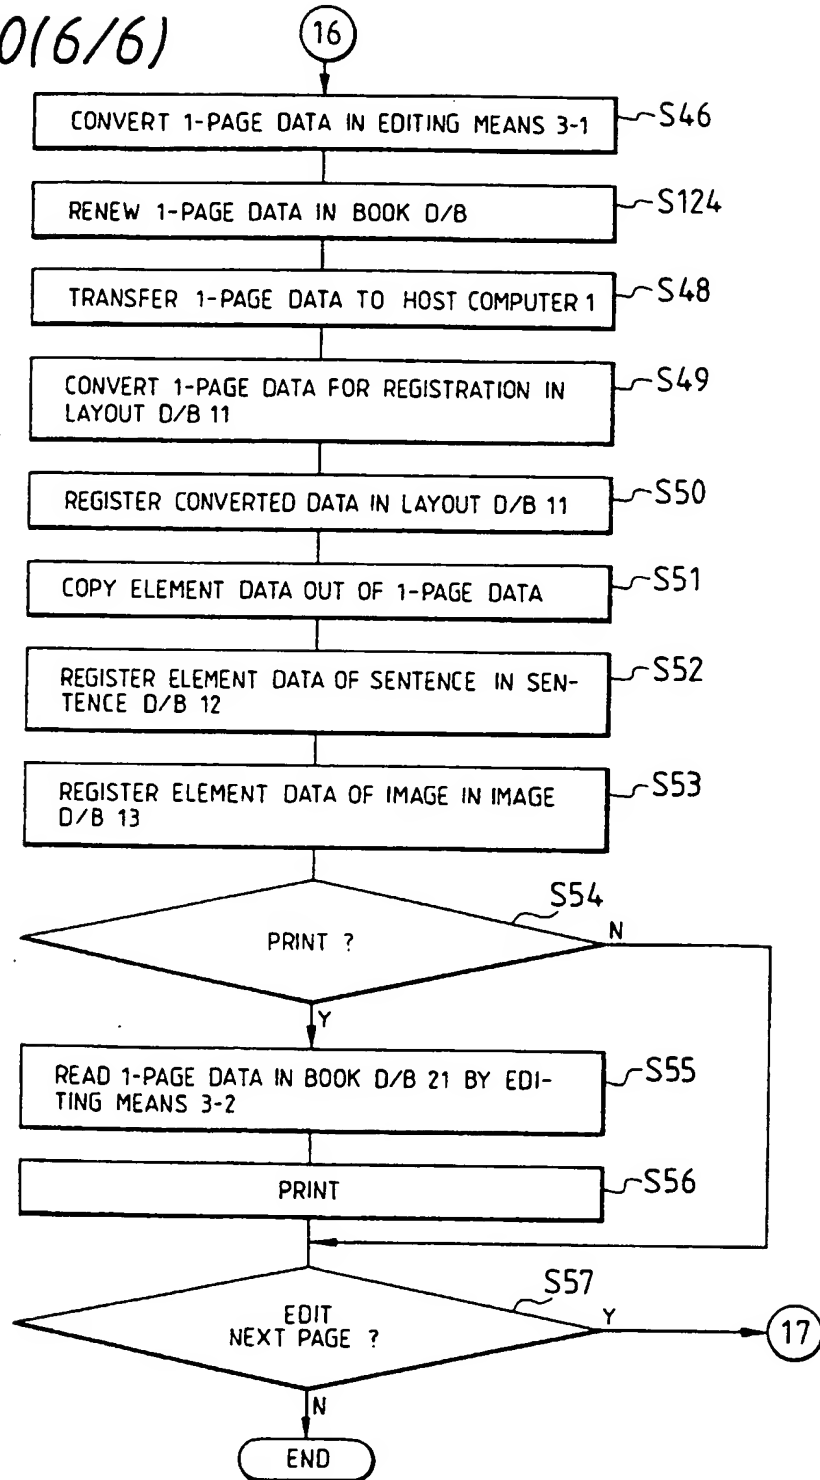 0(6/6)
16
CONVERT 1-PAGE DATA IN EDITING MEANS 3-1
S46
RENEW 1-PAGE DATA IN BOOK D/B
S124
TRANSFER 1-PAGE DATA TO HOST COMPUTER 1
S48
CONVERT 1-PAGE DATA FOR REGISTRATION IN
LAYOUT D/B 11
S49
REGISTER CONVERTED DATA IN LAYOUT D/B 11
S50
COPY ELEMENT DATA OUT OF 1-PAGE DATA
S51
REGISTER ELEMENT DATA OF SENTENCE IN SEN-
TENCE D/B 12
S52
REGISTER ELEMENT DATA OF IMAGE IN IMAGE
D/B 13
S53
S54
PRINT ?
N
Y
READ 1-PAGE DATA IN BOOK D/B 21 BY EDI-
TING MEANS 3-2
S55
PRINT
S56
S57
EDIT
NEXT PAGE ?
Y
17
N
END